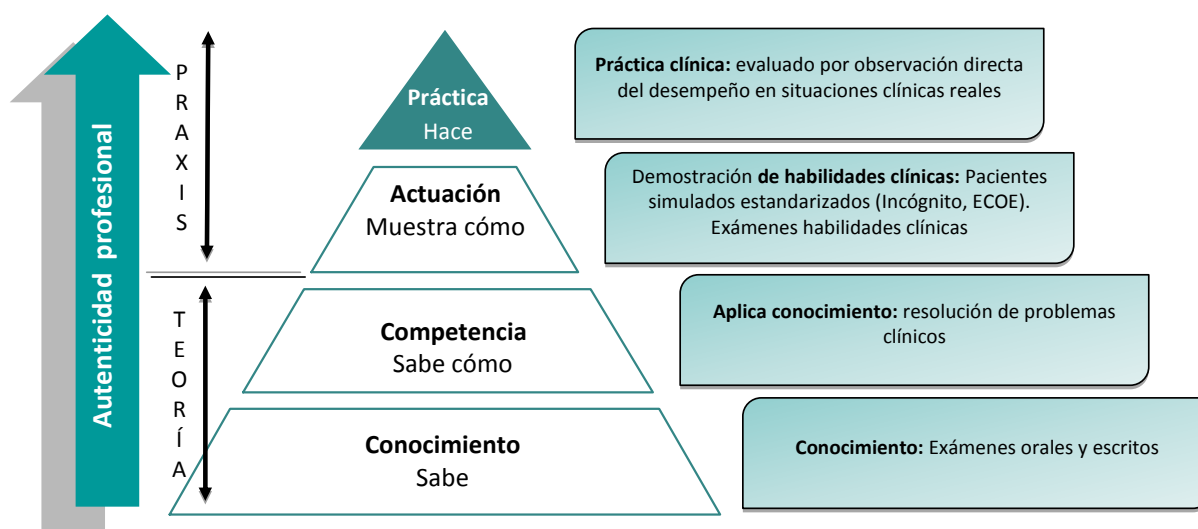 Autenticidad profesional
PRAXIS
TEORÍA
Práctica
Hace
Actuación
Muestra cómo
Competencia
Sabe cómo
Conocimiento
Sabe
Práctica clínica: evaluado por observación directa
del desempeño en situaciones clínicas reales
Demostración de habilidades clínicas: Pacientes
simulados estandarizados (Incógnito, ECOE).
Exámenes habilidades clínicas
Aplica conocimiento: resolución de problemas
clínicos
Conocimiento: Exámenes orales y escritos